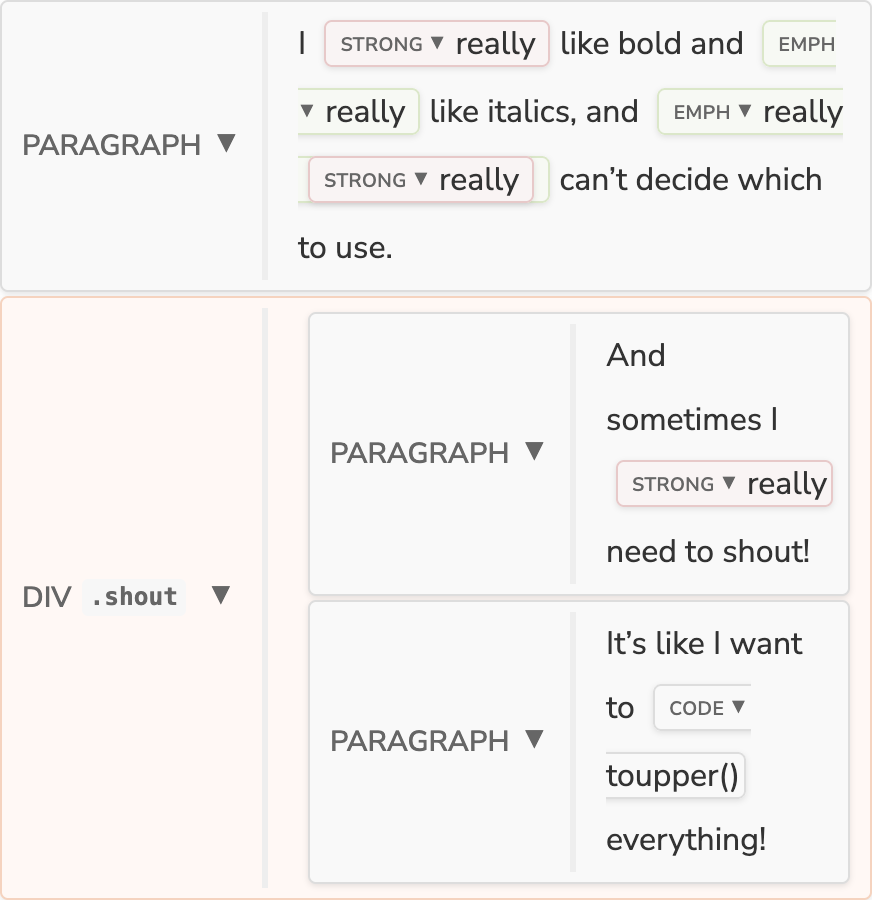 PARAGRAPH ▼
I STRONG ▼ really like bold and EMPH
▼ really like italics, and EMPH ▼ really
STRONG ▼ really can’t decide which
to use.
DIV .shout ▼
PARAGRAPH ▼
And
sometimes I
STRONG ▼ really
need to shout!
PARAGRAPH ▼
It’s like I want
to CODE ▼
toupper()
everything!